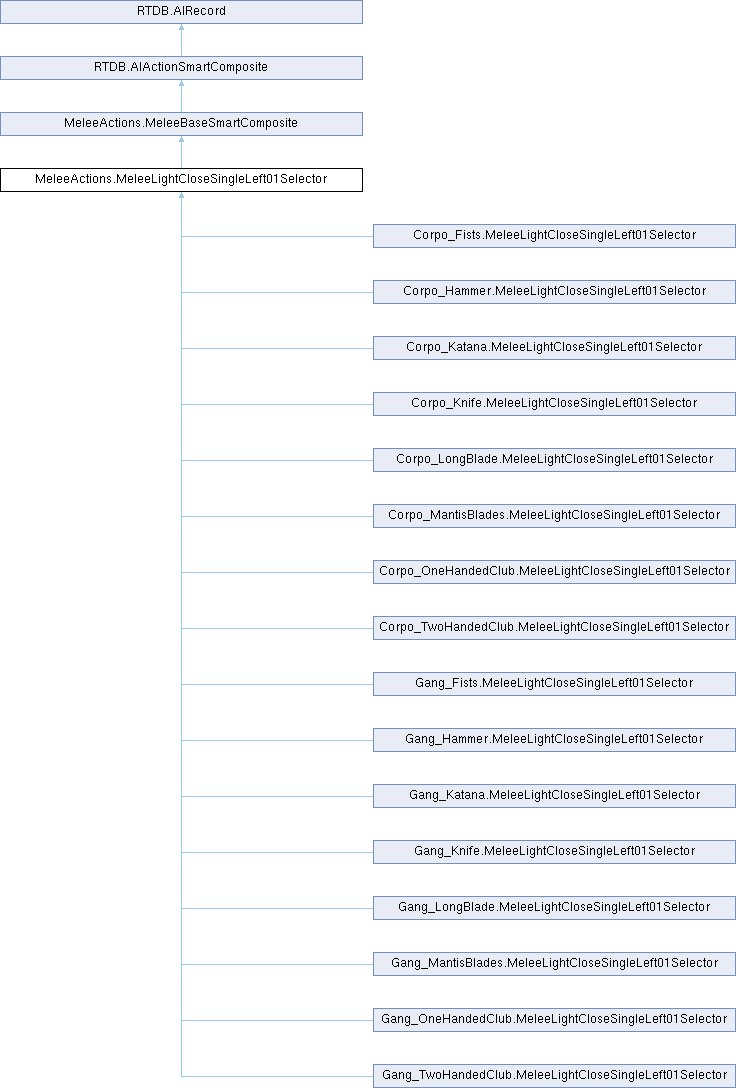 RTDB.AIRecord
RTDB.AIActionSmartComposite
MeleeActions.MeleeBaseSmartComposite
MeleeActions.MeleeLightCloseSingleLeft01Selector
Corpo_Fists.MeleeLightCloseSingleLeft01Selector
Corpo_Hammer.MeleeLightCloseSingleLeft01Selector
Corpo_Katana.MeleeLightCloseSingleLeft01Selector
Corpo_Knife.MeleeLightCloseSingleLeft01Selector
Corpo_LongBlade.MeleeLightCloseSingleLeft01Selector
Corpo_MantisBlades.MeleeLightCloseSingleLeft01Selector
Corpo_OneHandedClub.MeleeLightCloseSingleLeft01Selector
Corpo_TwoHandedClub.MeleeLightCloseSingleLeft01Selector
Gang_Fists.MeleeLightCloseSingleLeft01Selector
Gang_Hammer.MeleeLightCloseSingleLeft01Selector
Gang_Katana.MeleeLightCloseSingleLeft01Selector
Gang_Knife.MeleeLightCloseSingleLeft01Selector
Gang_LongBlade.MeleeLightCloseSingleLeft01Selector
Gang_MantisBlades.MeleeLightCloseSingleLeft01Selector
Gang_OneHandedClub.MeleeLightCloseSingleLeft01Selector
Gang_TwoHandedClub.MeleeLightCloseSingleLeft01Selector